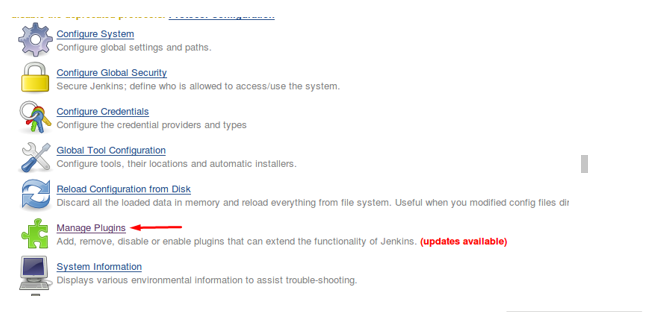 Configure System
Configure global settings and paths.
Configure Global Security
Secure Jenkins; define who is allowed to access/use the system.
Configure Credentials
Configure the credential providers and types
Global Tool Configuration
Configure tools, their locations and automatic installers.
Reload Configuration from Disk
Discard all the loaded data in memory and reload everything from file system. Useful when you modified config files dir
Manage Plugins
Add, remove, disable or enable plugins that can extend the functionality of Jenkins. (updates available)
System Information
Displays various environmental information to assist trouble-shooting.